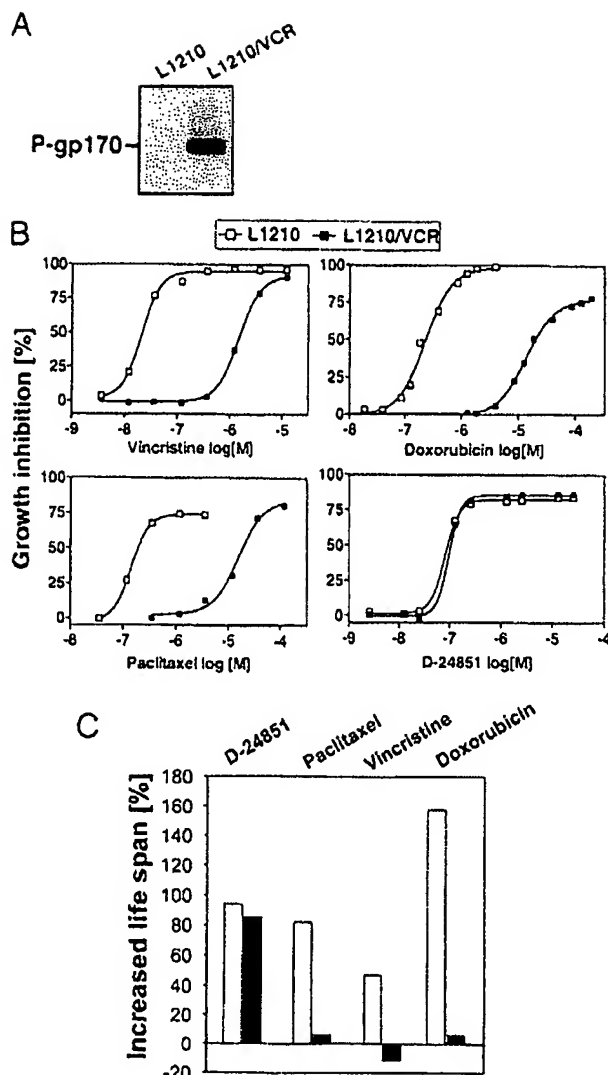 A
L1210
L1210/VCR
P-gp170
B
L1210 L1210/VCR
Growth inhibition [%]
100
75
50
25
0
-9 -8 -7 -6 -5
Vincristine log[M]
100
75
50
25
0
-8 -7 -6 -5 -4
Doxorubicin log[M]
100
75
50
25
0
-8 -7 -6 -5 -4 -3
Paclitaxel log [M]
100
75
50
25
0
-9 -8 -7 -6 -5 -4
D-24851 log[M]
C
D-24851
Paclitaxel
Vincristine
Doxorubicin
Increased life span [%]
180
160
140
120
100
80
60
40
20
0
-20